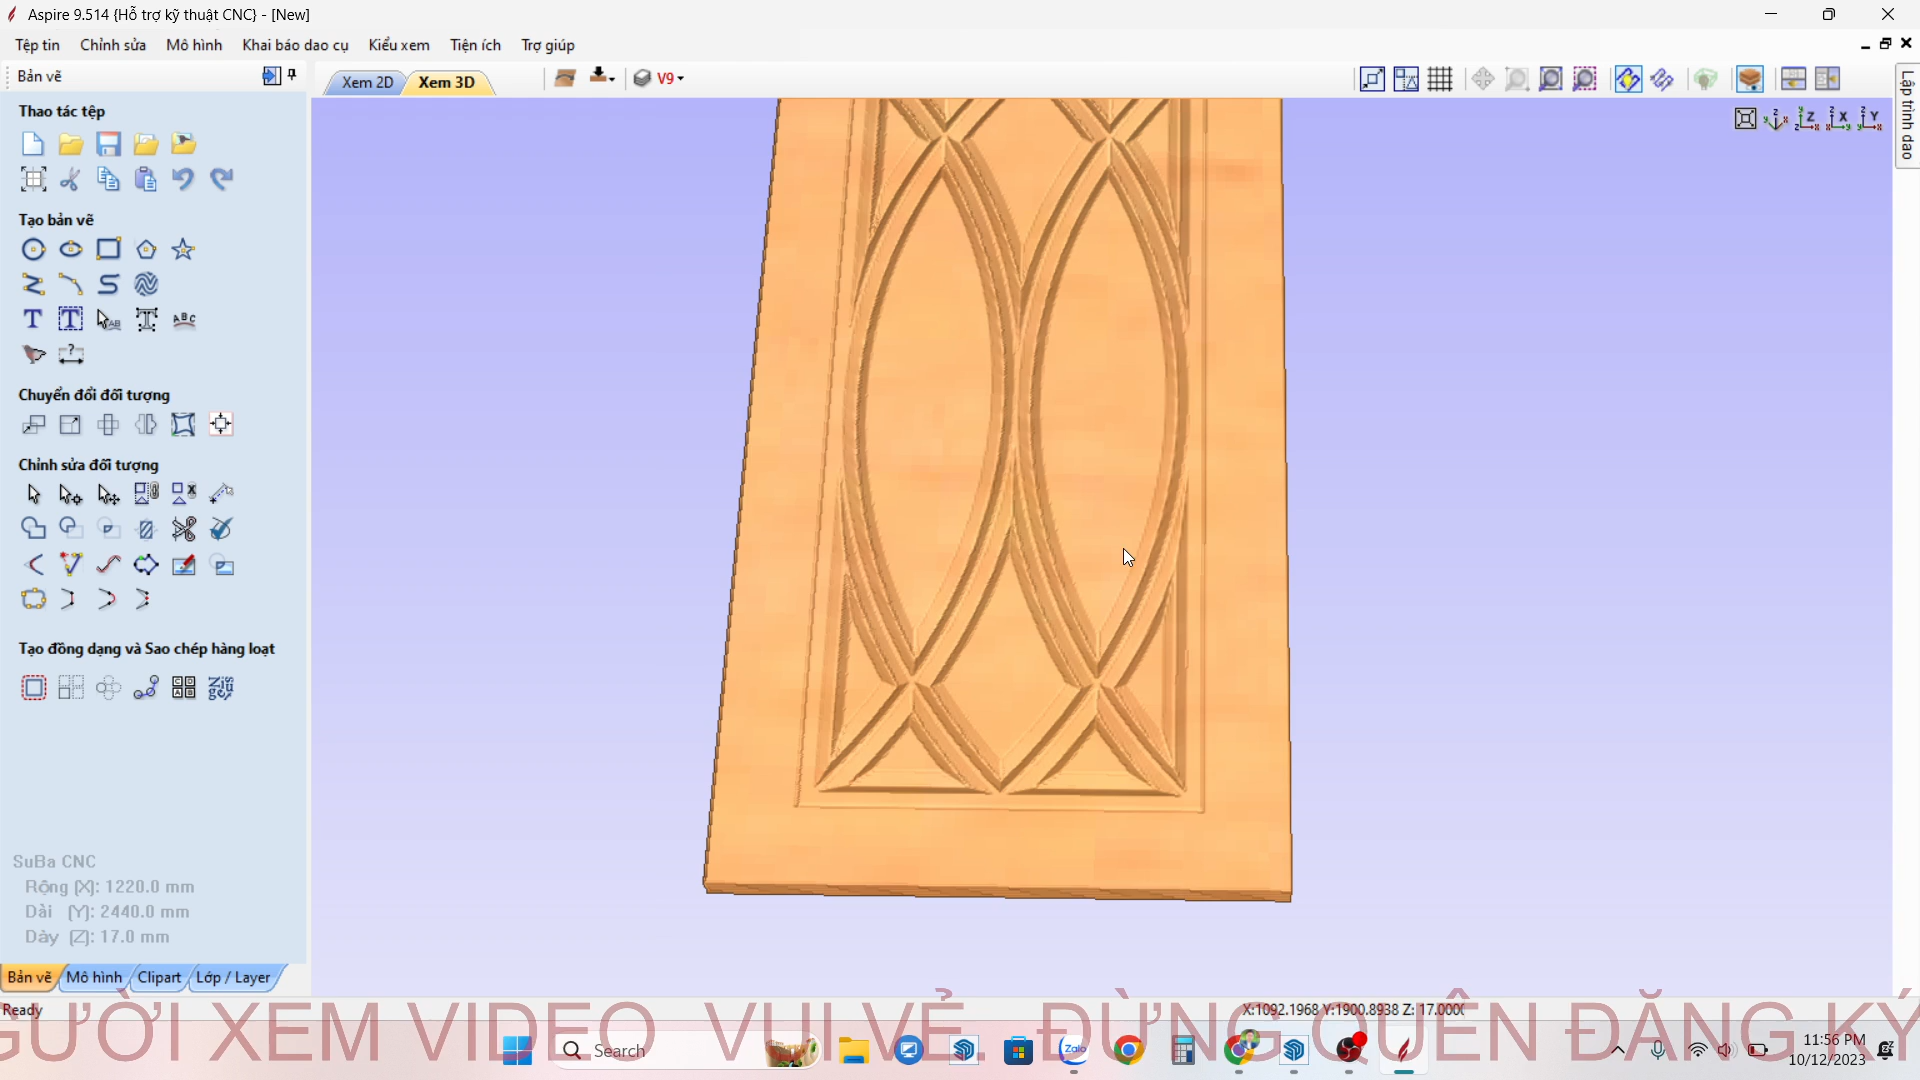 Aspire 9.514 {Hỗ trợ kỹ thuật CNC} - [New]
Tệp tin Chỉnh sửa Mô hình Khai báo dao cụ Kiểu xem Tiện ích Trợ giúp
Bản vẽ
Xem 2D Xem 3D V9
Lập trình dao
Thao tác tệp
Tạo bản vẽ
Chuyển đổi đối tượng
Chỉnh sửa đối tượng
Tạo đồng dạng và Sao chép hàng loạt
SuBa CNC
Rộng (X): 1220.0 mm
Dài (Y): 2440.0 mm
Dày (Z): 17.0 mm
Bản vẽ Mô hình Clipart Lớp / Layer
Ready
X:1092.1968 Y:1900.8938 Z: 17.0000
GƯỜI XEM VIDEO VUI VẺ. ĐỪNG QUÊN ĐĂNG KÝ
Search
Zalo
11:56 PM
10/12/2023